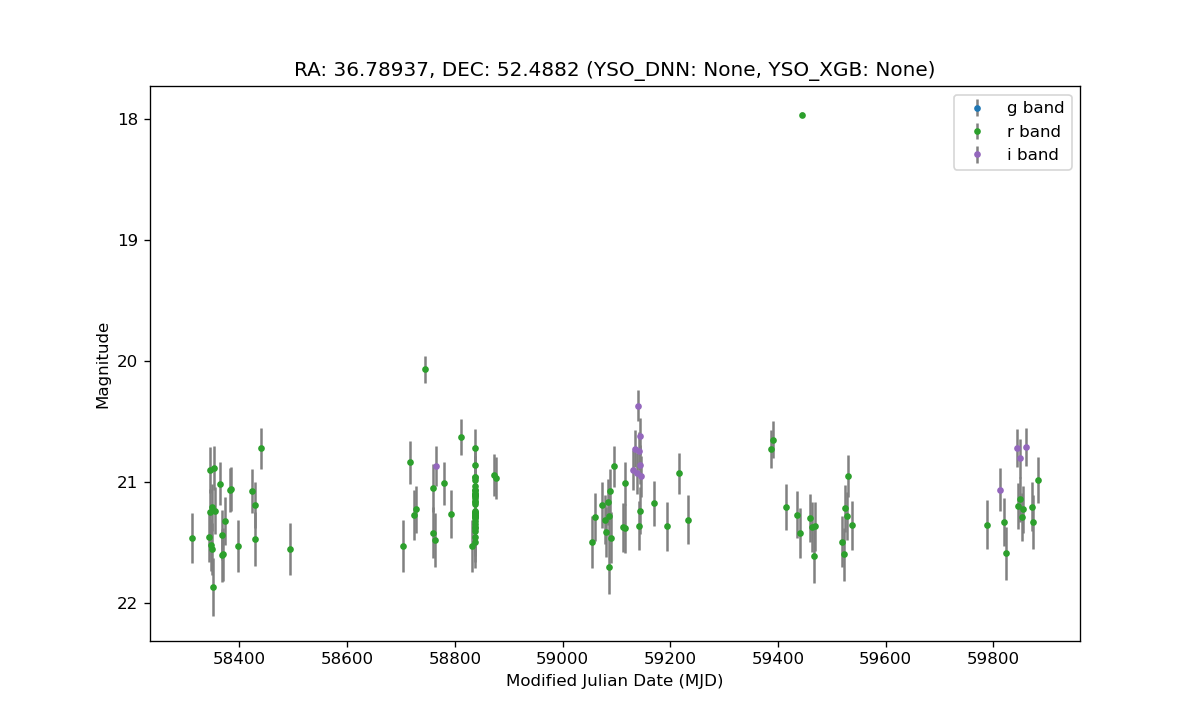 RA: 36.78937, DEC: 52.4882 (YSO_DNN: None, YSO_XGB: None)
g band
r band
i band
18
19
20
21
22
Magnitude
58400
58600
58800
59000
59200
59400
59600
59800
Modified Julian Date (MJD)